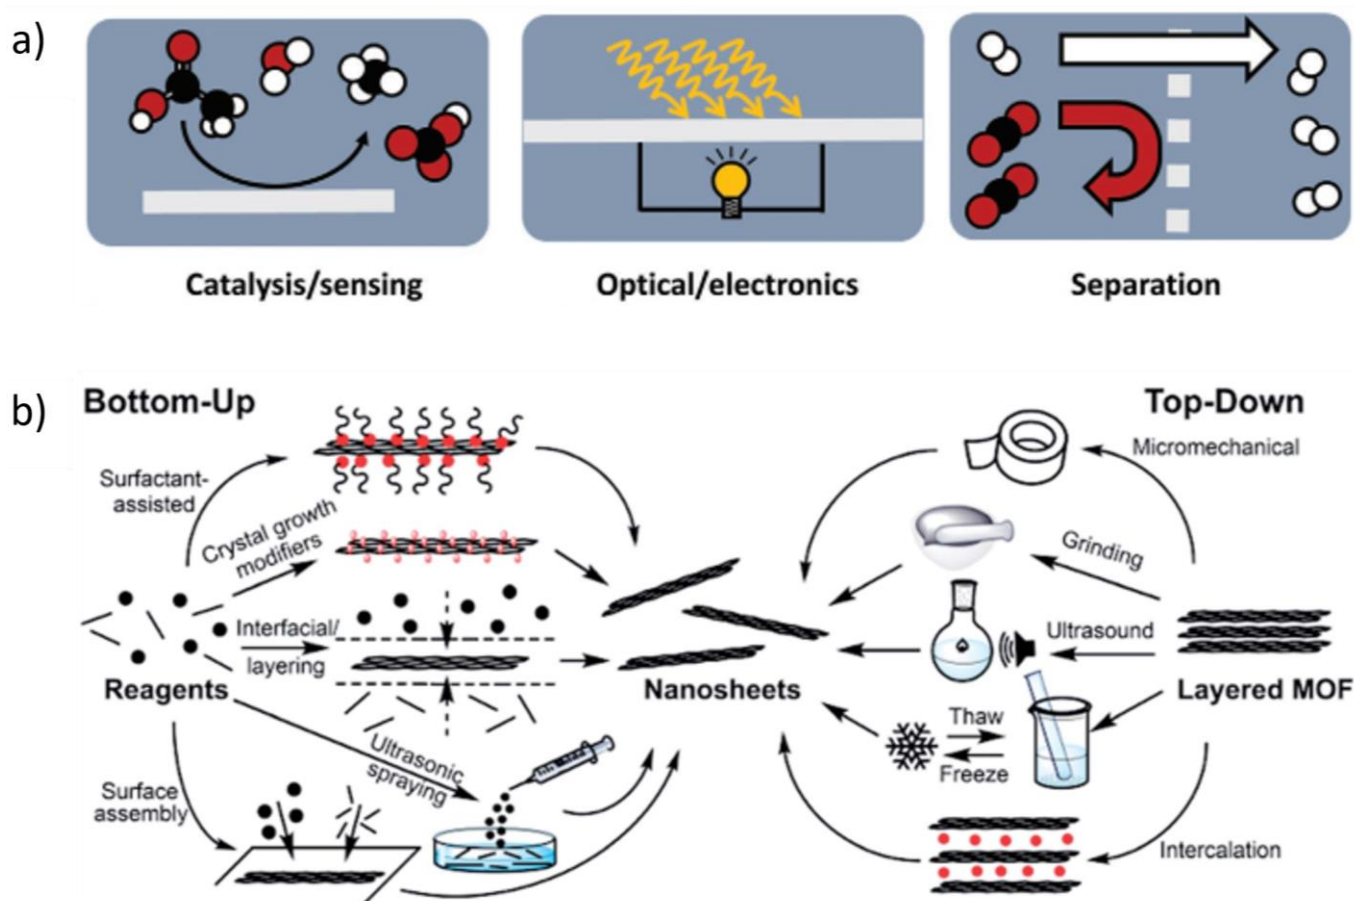 a)
Catalysis/sensing
Optical/electronics
Separation
b)
Bottom-Up
Top-Down
Micromechanical
Surfactant-
assisted
Crystal growth
modifiers
Grinding
Interfacial/
layering
Ultrasound
Reagents
Nanosheets
Layered MOF
Thaw
Freeze
Ultrasonic
spraying
Surface
assembly
Intercalation